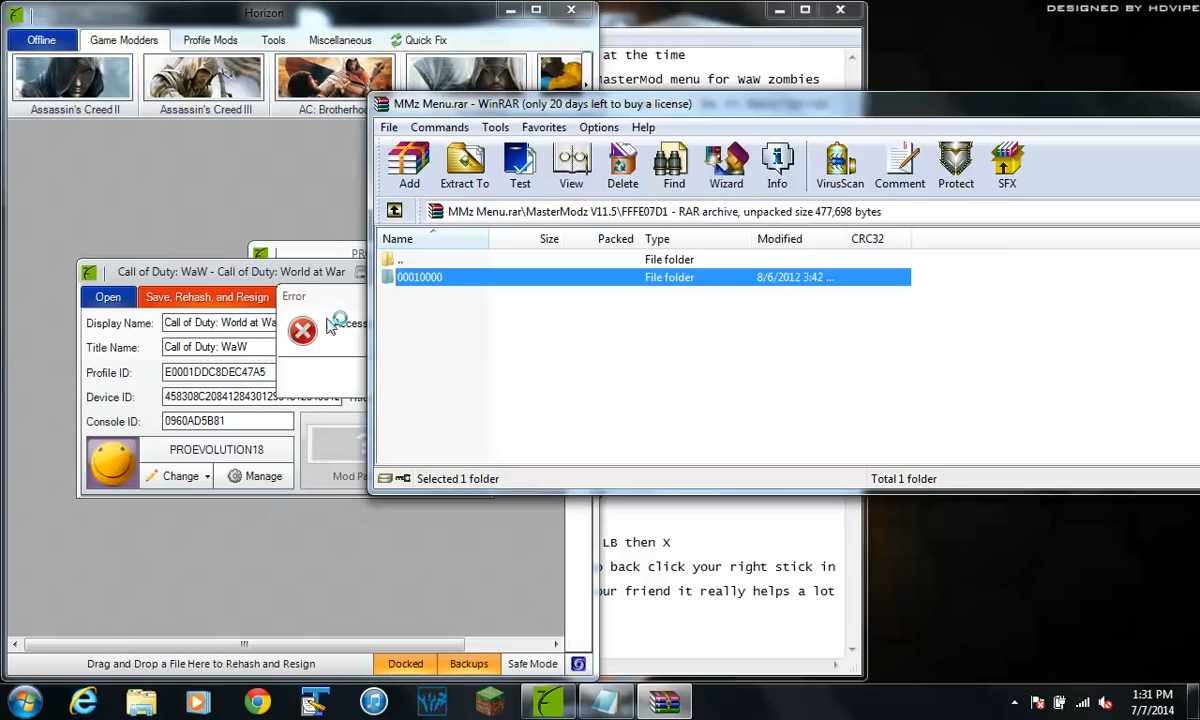 DESIGNED BY HDVIPE
Horizon
Offline
Game Modders
Profile Mods
Tools
Miscellaneous
Quick Fix
Assassin's Creed II
Assassin's Creed III
AC: Brotherhood
at the time
MasterMod menu for waw zombies
MMz Menu.rar - WinRAR (only 20 days left to buy a license)
File
Commands
Tools
Favorites
Options
Help
Add
Extract To
Test
View
Delete
Find
Wizard
Info
VirusScan
Comment
Protect
SFX
MMz Menu.rar\MasterModz V11.5\FFFE07D1 - RAR archive, unpacked size 477,698 bytes
Name
Size
Packed
Type
Modified
CRC32
..
File folder
00010000
File folder
8/6/2012 3:42 ...
Selected 1 folder
Total 1 folder
PR
Call of Duty: WaW - Call of Duty: World at War
Open
Save, Rehash, and Resign
Error
Access
Display Name:
Call of Duty: World at Wa
Title Name:
Call of Duty: WaW
Profile ID:
E0001DDC8DEC47A5
Device ID:
Console ID:
0960AD5B81
PROEVOLUTION18
Change
Manage
Mod Pa
LB then X
o back click your right stick in
our friend it really helps a lot
Drag and Drop a File Here to Rehash and Resign
Docked
Backups
Safe Mode
1:31 PM
7/7/2014